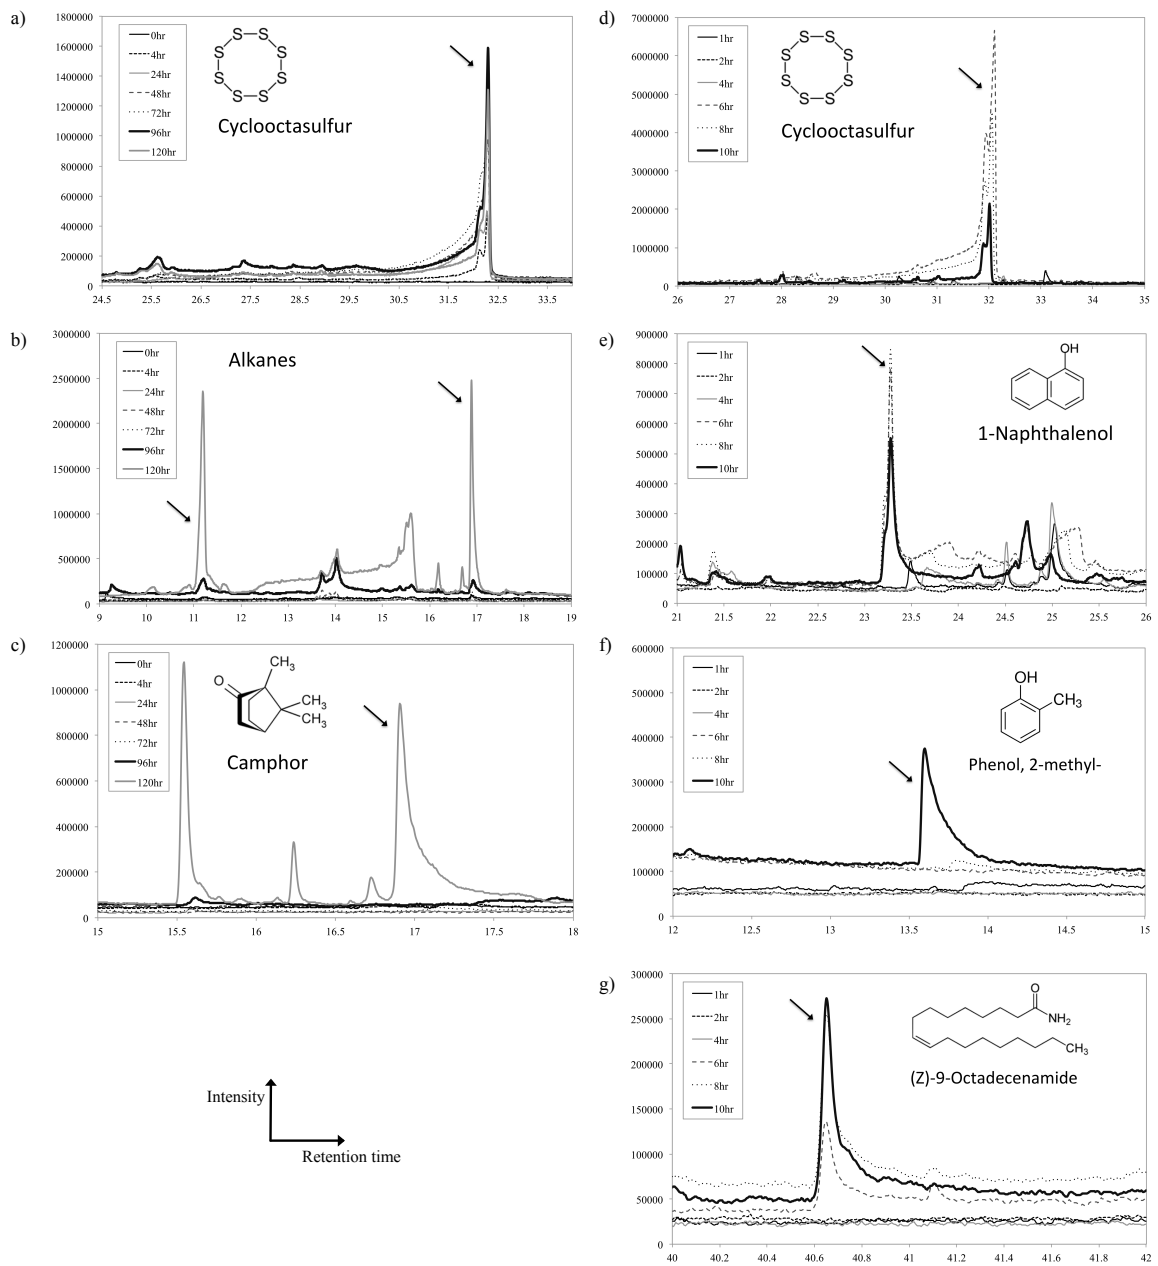 a)
1800000
1600000
1400000
1200000
1000000
800000
600000
400000
200000
0
24.5 25.5 26.5 27.5 28.5 29.5 30.5 31.5 32.5 33.5
0hr
4hr
24hr
48hr
72hr
96hr
120hr
S S S S S S S S
Cyclooctasulfur
b)
3000000
2500000
2000000
1500000
1000000
500000
0
9 10 11 12 13 14 15 16 17 18 19
0hr
4hr
24hr
48hr
72hr
96hr
120hr
Alkanes
c)
1200000
1000000
800000
600000
400000
200000
0
15 15.5 16 16.5 17 17.5 18
0hr
4hr
24hr
48hr
72hr
96hr
120hr
O
CH3
CH3
CH3
Camphor
Intensity
Retention time
d)
7000000
6000000
5000000
4000000
3000000
2000000
1000000
0
26 27 28 29 30 31 32 33 34 35
1hr
2hr
4hr
6hr
8hr
10hr
S S S S S S S S
Cyclooctasulfur
e)
900000
800000
700000
600000
500000
400000
300000
200000
100000
0
21 21.5 22 22.5 23 23.5 24 24.5 25 25.5 26
1hr
2hr
4hr
6hr
8hr
10hr
OH
1-Naphthalenol
f)
600000
500000
400000
300000
200000
100000
0
12 12.5 13 13.5 14 14.5 15
1hr
2hr
4hr
6hr
8hr
10hr
OH
CH3
Phenol, 2-methyl-
g)
300000
250000
200000
150000
100000
50000
0
40 40.2 40.4 40.6 40.8 41 41.2 41.4 41.6 41.8 42
1hr
2hr
4hr
6hr
8hr
10hr
O
NH2
CH3
(Z)-9-Octadecenamide